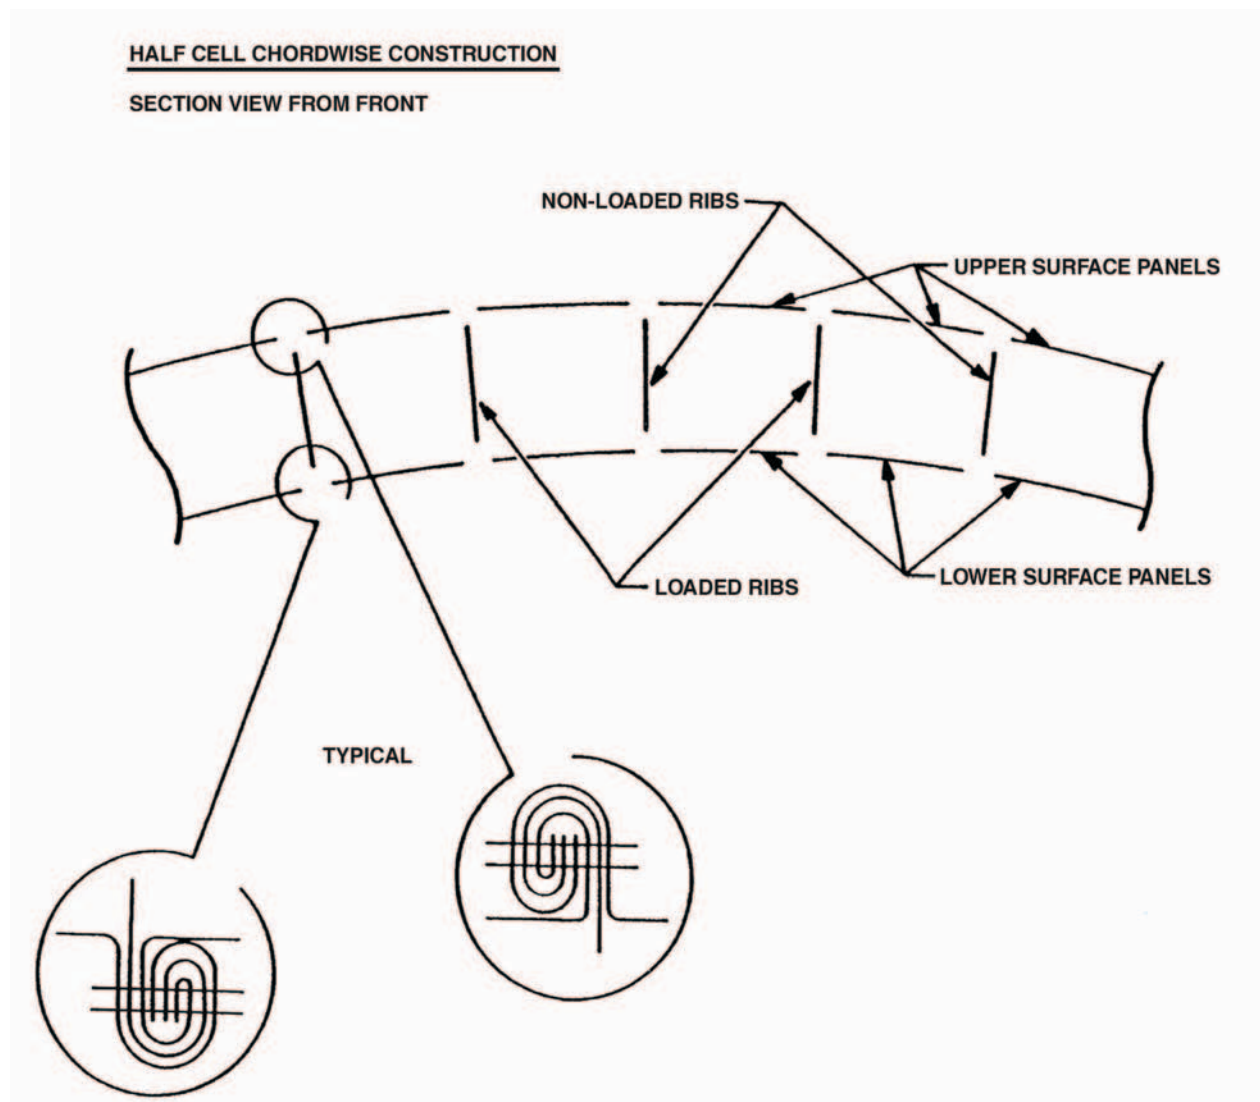 HALF CELL CHORDWISE CONSTRUCTION
SECTION VIEW FROM FRONT
NON-LOADED RIBS
UPPER SURFACE PANELS
LOADED RIBS
LOWER SURFACE PANELS
TYPICAL